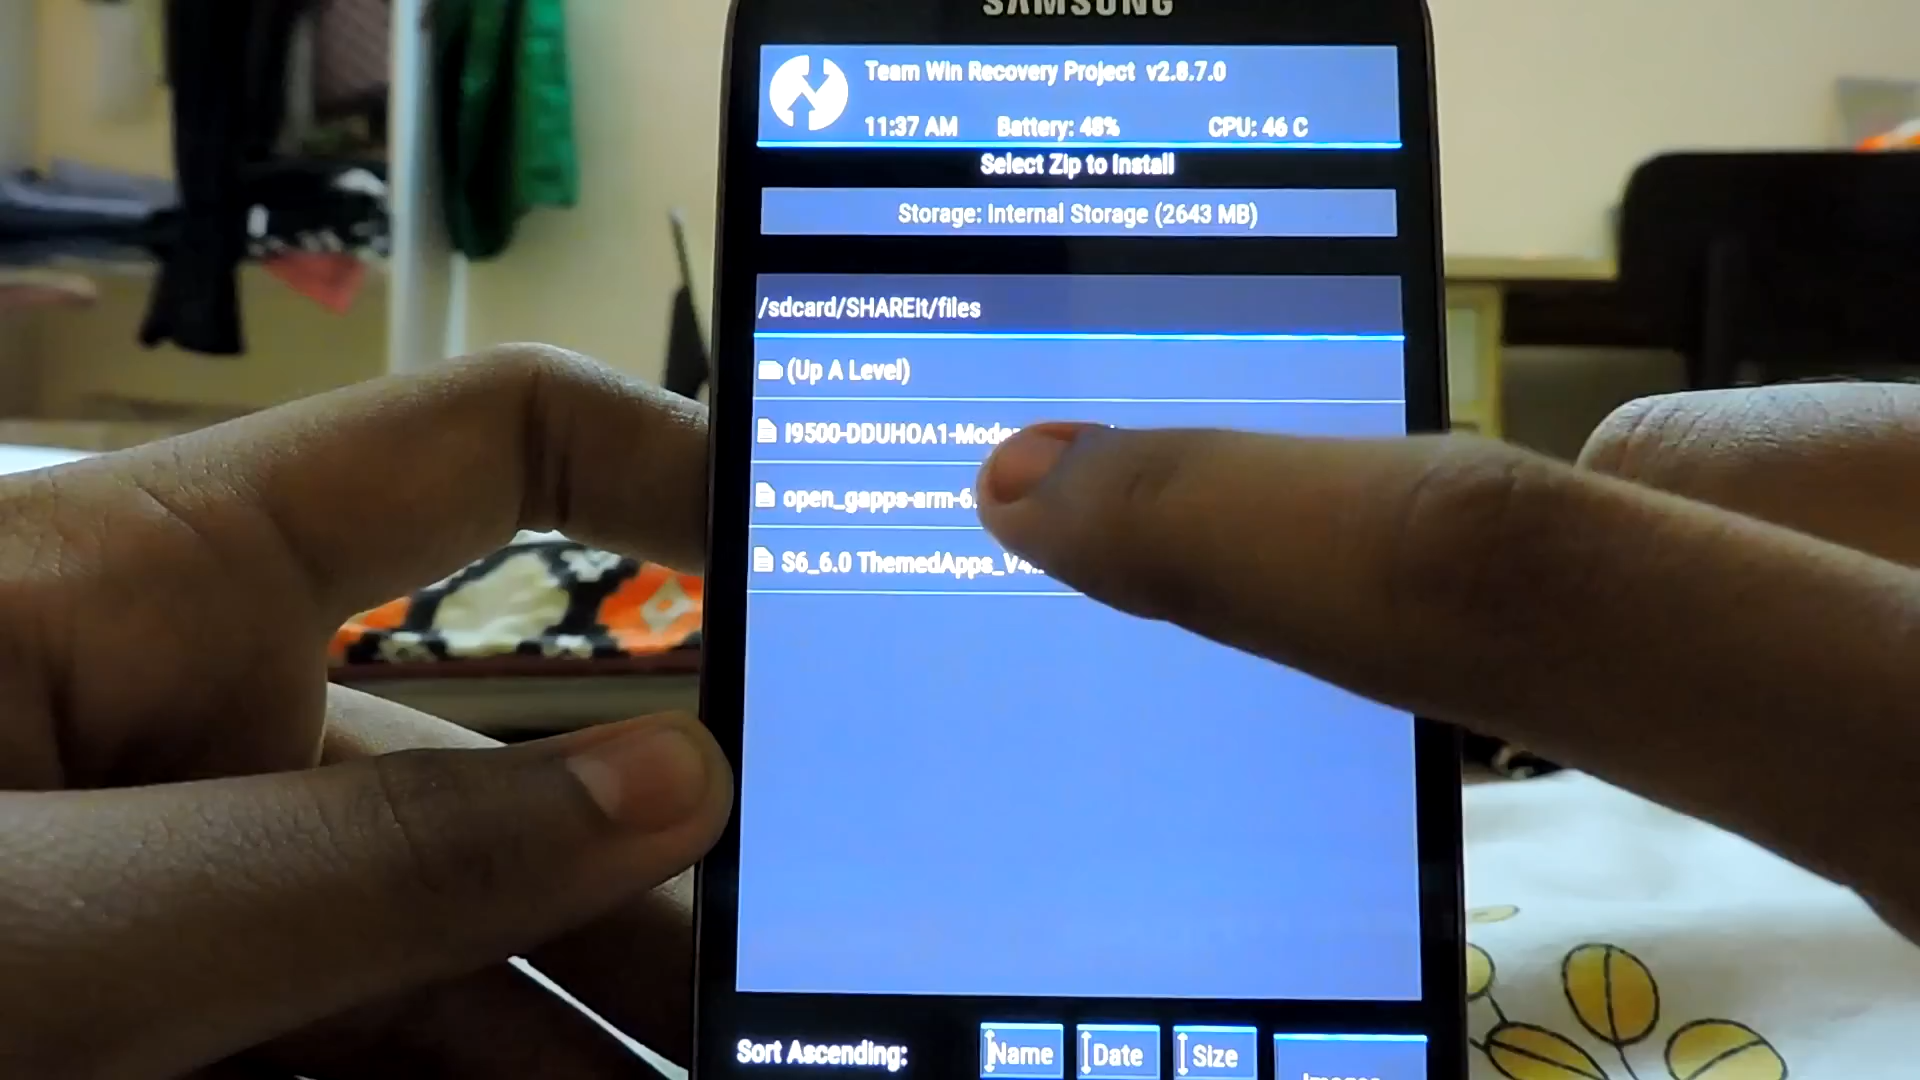 SAMSUNG
Team Win Recovery Project v2.8.7.0
11:37 AM Battery: 48% CPU: 46 C
Select Zip to Install
Storage: Internal Storage (2643 MB)
/sdcard/SHAREit/files
(Up A Level)
I9500-DDUHOA1-Mode
open_gapps-arm-6.
S6_6.0 ThemedApps_V4.
Sort Ascending: Name Date Size